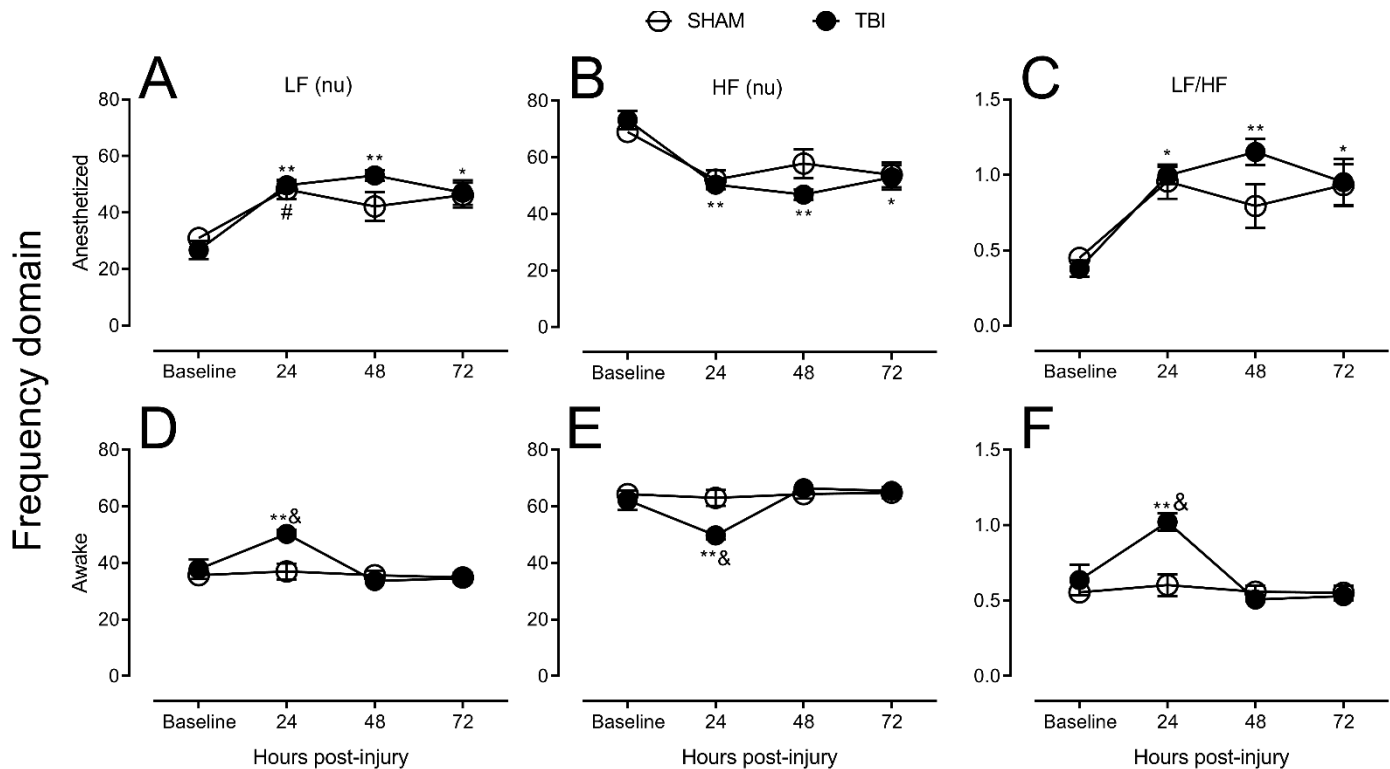 SHAM TBI
Frequency domain
A LF (nu)
Anesthetized
80
60
40
20
0
** ** *
#
Baseline 24 48 72
B HF (nu)
80
60
40
20
0
** ** *
Baseline 24 48 72
C LF/HF
1.5
1.0
0.5
0.0
* ** *
Baseline 24 48 72
D
Awake
80
60
40
20
0
**&
Baseline 24 48 72
Hours post-injury
E
80
60
40
20
0
**&
Baseline 24 48 72
Hours post-injury
F
1.5
1.0
0.5
0.0
**&
Baseline 24 48 72
Hours post-injury